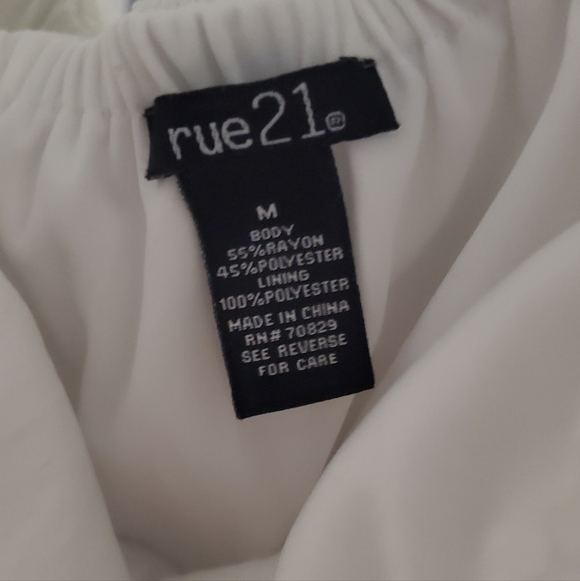 rue21®
M
BODY
55%RAYON
45%POLYESTER
LINING
100%POLYESTER
MADE IN CHINA
RN# 70829
SEE REVERSE
FOR CARE